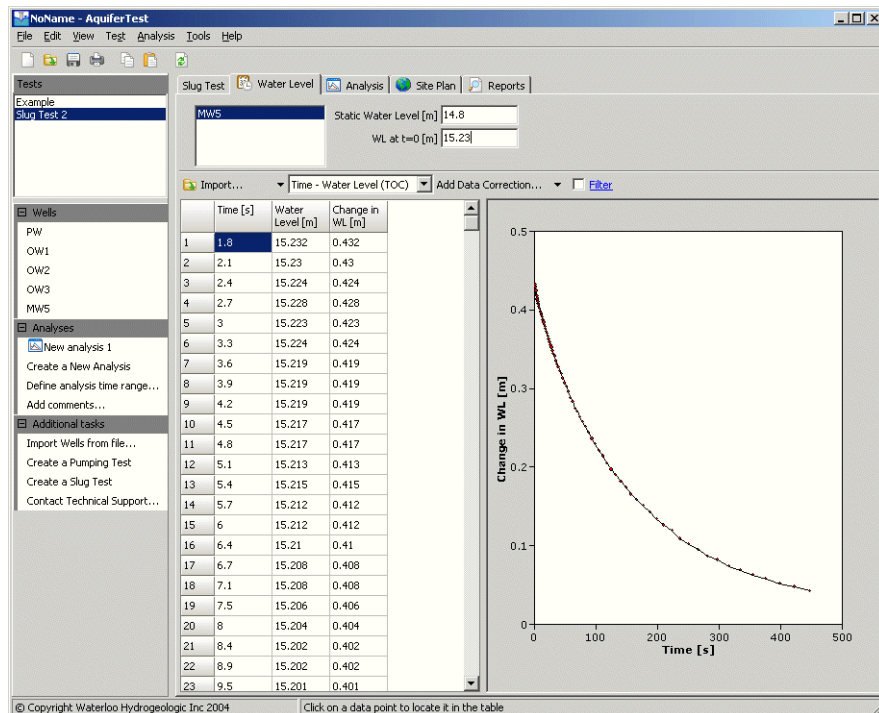 NoName - AquiferTest
File Edit View Test Analysis Tools Help
Tests
Example
Slug Test 2
Wells
PW
OW1
OW2
OW3
MW5
Analyses
New analysis 1
Create a New Analysis
Define analysis time range...
Add comments...
Additional tasks
Import Wells from file...
Create a Pumping Test
Create a Slug Test
Contact Technical Support...
Slug Test Water Level Analysis Site Plan Reports
MW5
Static Water Level [m] 14.8
WL at t=0 [m] 15.23
Import... Time - Water Level (TOC) Add Data Correction... Filter
Time [s] Water Level [m] Change in WL [m]
1 1.8 15.232 0.432
2 2.1 15.23 0.43
3 2.4 15.224 0.424
4 2.7 15.228 0.428
5 3 15.223 0.423
6 3.3 15.224 0.424
7 3.6 15.219 0.419
8 3.9 15.219 0.419
9 4.2 15.219 0.419
10 4.5 15.217 0.417
11 4.8 15.217 0.417
12 5.1 15.213 0.413
13 5.4 15.215 0.415
14 5.7 15.212 0.412
15 6 15.212 0.412
16 6.4 15.21 0.41
17 6.7 15.208 0.408
18 7.1 15.208 0.408
19 7.5 15.206 0.406
20 8 15.204 0.404
21 8.4 15.202 0.402
22 8.9 15.202 0.402
23 9.5 15.201 0.401
0.5
0.4
0.3
0.2
0.1
0
Change in WL [m]
0 100 200 300 400 500
Time [s]
© Copyright Waterloo Hydrogeologic Inc 2004
Click on a data point to locate it in the table